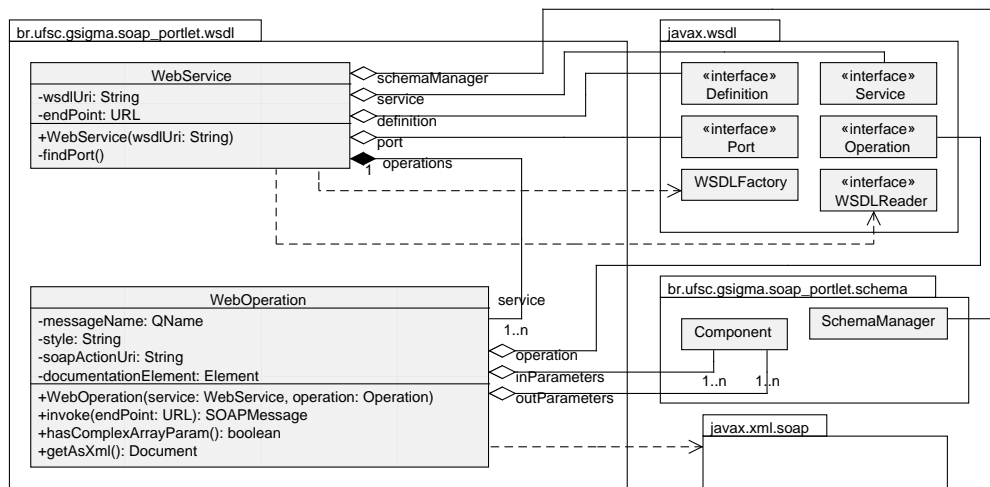 br.ufsc.gsigma.soap_portlet.wsdl
WebService
-wsdlUri: String
-endPoint: URL
+WebService(wsdlUri: String)
-findPort()
schemaManager
service
definition
port
operations
1
javax.wsdl
«interface»
Definition
«interface»
Service
«interface»
Port
«interface»
Operation
WSDLFactory
«interface»
WSDLReader
WebOperation
-messageName: QName
-style: String
-soapActionUri: String
-documentationElement: Element
+WebOperation(service: WebService, operation: Operation)
+invoke(endPoint: URL): SOAPMessage
+hasComplexArrayParam(): boolean
+getAsXml(): Document
service
1..n
operation
inParameters
outParameters
br.ufsc.gsigma.soap_portlet.schema
Component
SchemaManager
1..n
1..n
javax.xml.soap